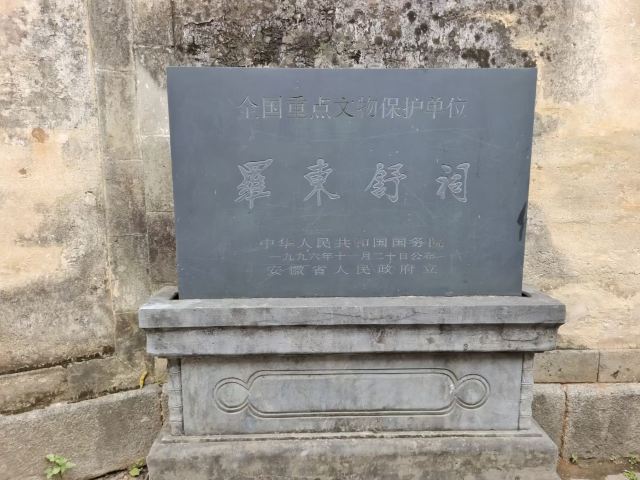 全国重点文物保护单位
羅東舒祠
中华人民共和国国务院
一九九六年十一月二十日公布
安徽省人民政府立